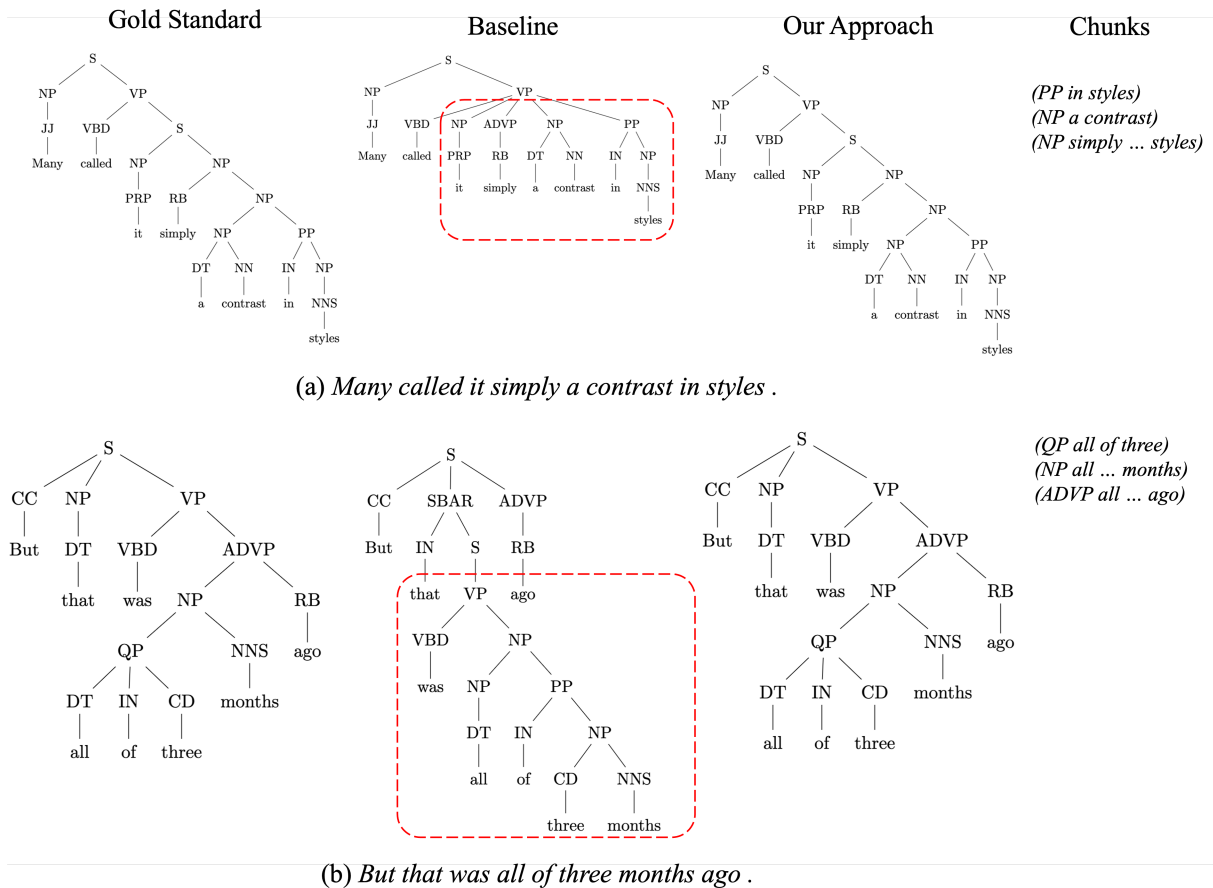 Gold Standard Baseline Our Approach Chunks
S
NP VP
JJ VBD S
Many called NP NP
PRP RB NP
it simply NP PP
DT NN IN NP
a contrast in NNS
styles
S
NP VP
JJ VBD NP ADVP NP PP
Many called PRP RB DT NN IN NP
it simply a contrast in NNS
styles
S
NP VP
JJ VBD S
Many called NP NP
PRP RB NP
it simply NP PP
DT NN IN NP
a contrast in NNS
styles
(PP in styles)
(NP a contrast)
(NP simply ... styles)
(a) Many called it simply a contrast in styles .
S
CC NP VP
But DT VBD ADVP
that was NP RB
QP NNS ago
DT IN CD months
all of three
S
CC SBAR ADVP
But IN S RB
that VP ago
VBD NP
was NP PP
DT IN NP
all of CD NNS
three months
S
CC NP VP
But DT VBD ADVP
that was NP RB
QP NNS ago
DT IN CD months
all of three
(QP all of three)
(NP all ... months)
(ADVP all ... ago)
(b) But that was all of three months ago .